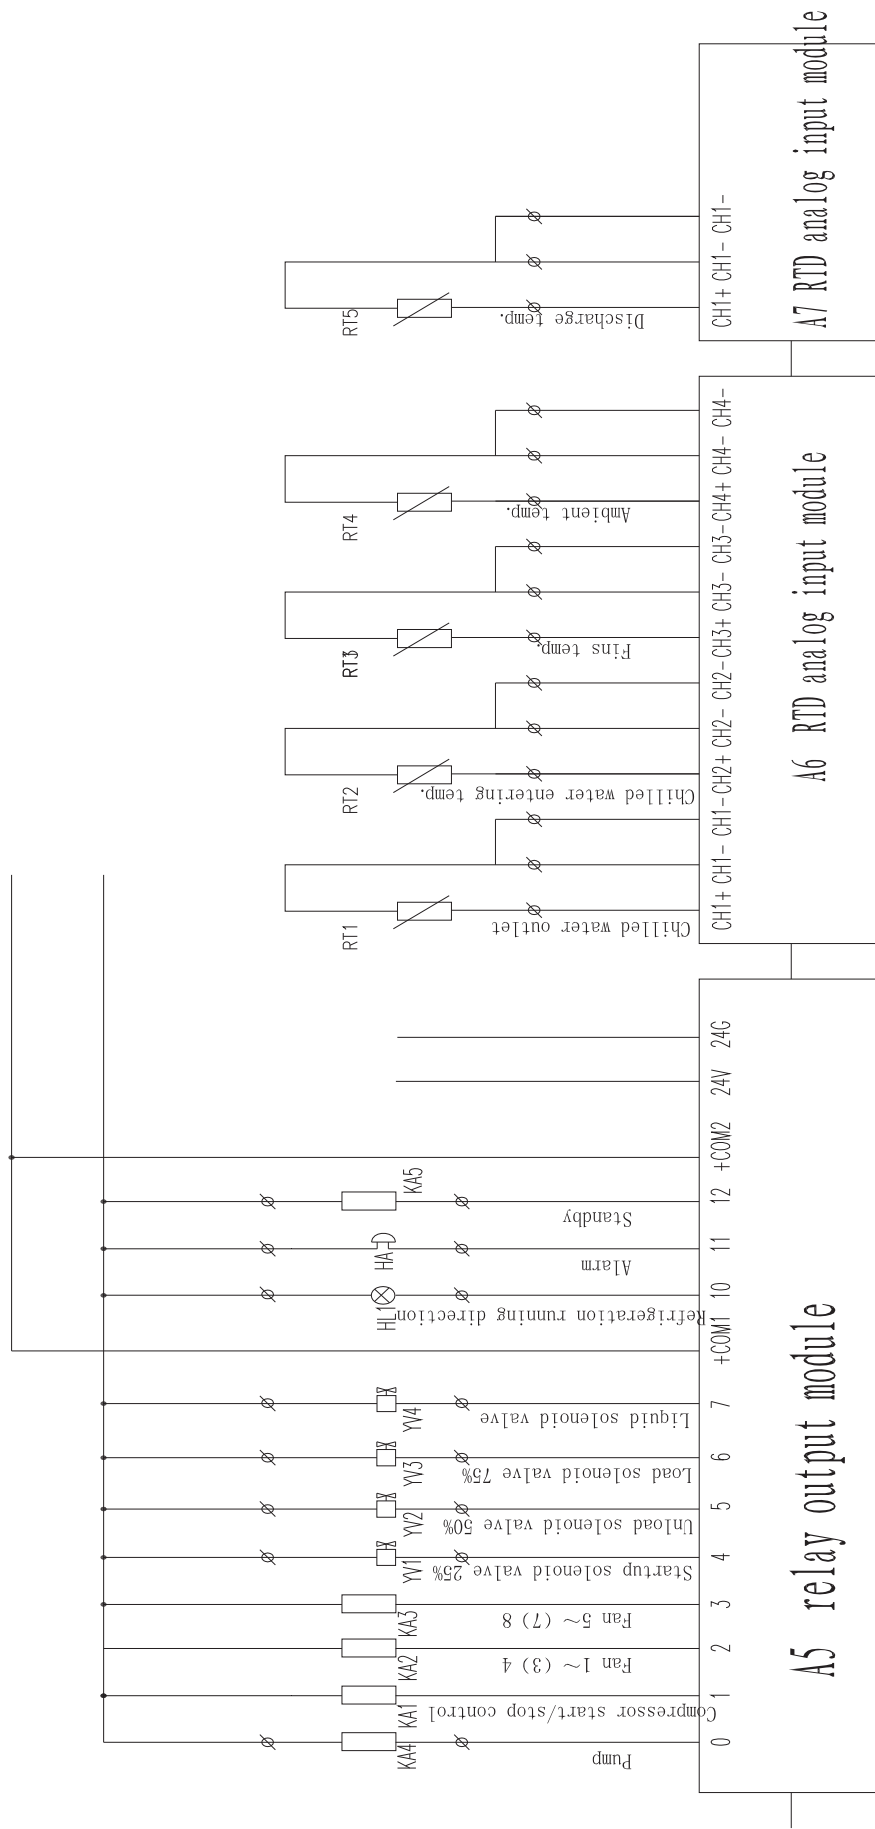 A7 RTD analog input module
CH1+ CH1- CH1-
RT5
Discharge temp.
A6 RTD analog input module
CH1+ CH1- CH1- CH2+ CH2- CH2- CH3+ CH3- CH3- CH4+ CH4- CH4-
RT4
Ambient temp.
RT3
Fins temp.
RT2
Chilled water entering temp.
RT1
Chilled water outlet
A5 relay output module
0 1 2 3 4 5 6 7 +COM1 10 11 12 +COM2 24V 24G
KA5
Standby
HA
Alarm
HL1
Refrigeration running direction
YV4
Liquid solenoid valve
YV3
Load solenoid valve 75%
YV2
Unload solenoid valve 50%
YV1
Startup solenoid valve 25%
KA3
Fan 5~ (7) 8
KA2
Fan 1~ (3) 4
KA1
Compressor start/stop control
KA4
Pump